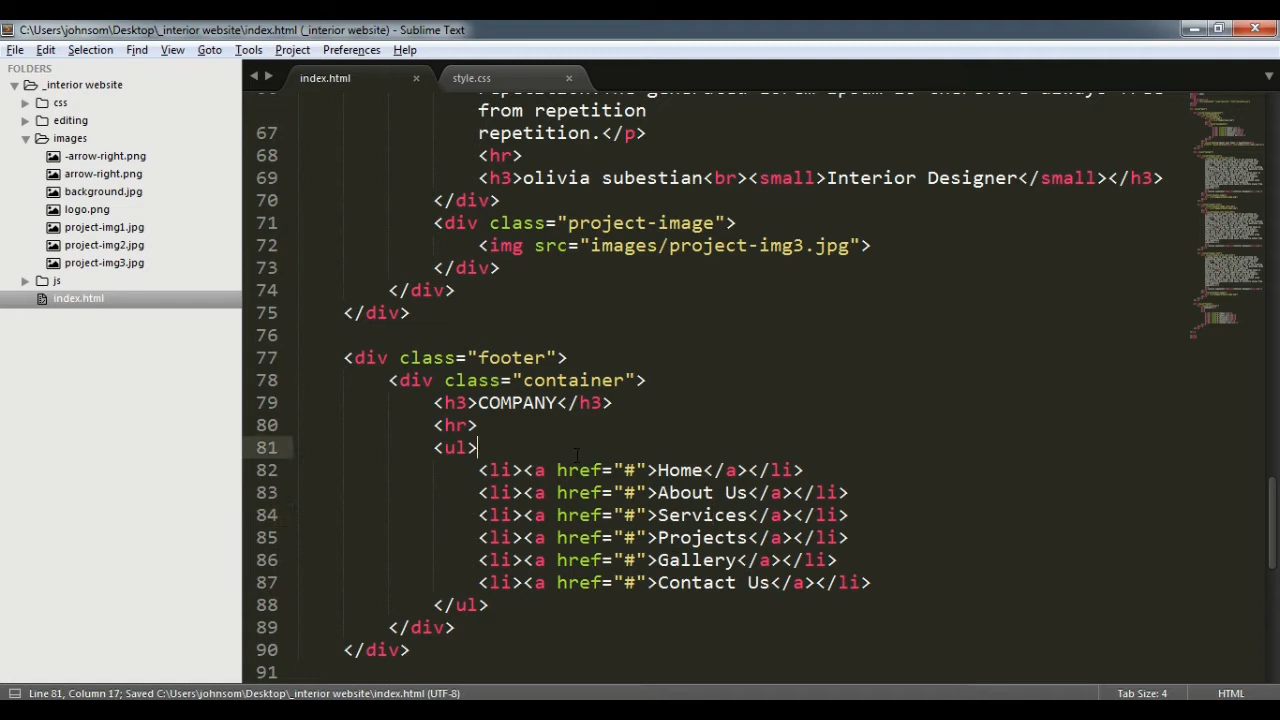 C:\Users\johnsom\Desktop\_interior website\index.html (_interior website) - Sublime Text
File Edit Selection Find View Goto Tools Project Preferences Help
FOLDERS
_interior website
css
editing
images
-arrow-right.png
arrow-right.png
background.jpg
logo.png
project-img1.jpg
project-img2.jpg
project-img3.jpg
js
index.html
index.html × style.css ×
from repetition
67 repetition.</p>
68 <hr>
69 <h3>olivia subestian<br><small>Interior Designer</small></h3>
70 </div>
71 <div class="project-image">
72 <img src="images/project-img3.jpg">
73 </div>
74 </div>
75 </div>
76
77 <div class="footer">
78 <div class="container">
79 <h3>COMPANY</h3>
80 <hr>
81 <ul>
82 <li><a href="#">Home</a></li>
83 <li><a href="#">About Us</a></li>
84 <li><a href="#">Services</a></li>
85 <li><a href="#">Projects</a></li>
86 <li><a href="#">Gallery</a></li>
87 <li><a href="#">Contact Us</a></li>
88 </ul>
89 </div>
90 </div>
91
Line 81, Column 17; Saved C:\Users\johnsom\Desktop\_interior website\index.html (UTF-8) Tab Size: 4 HTML